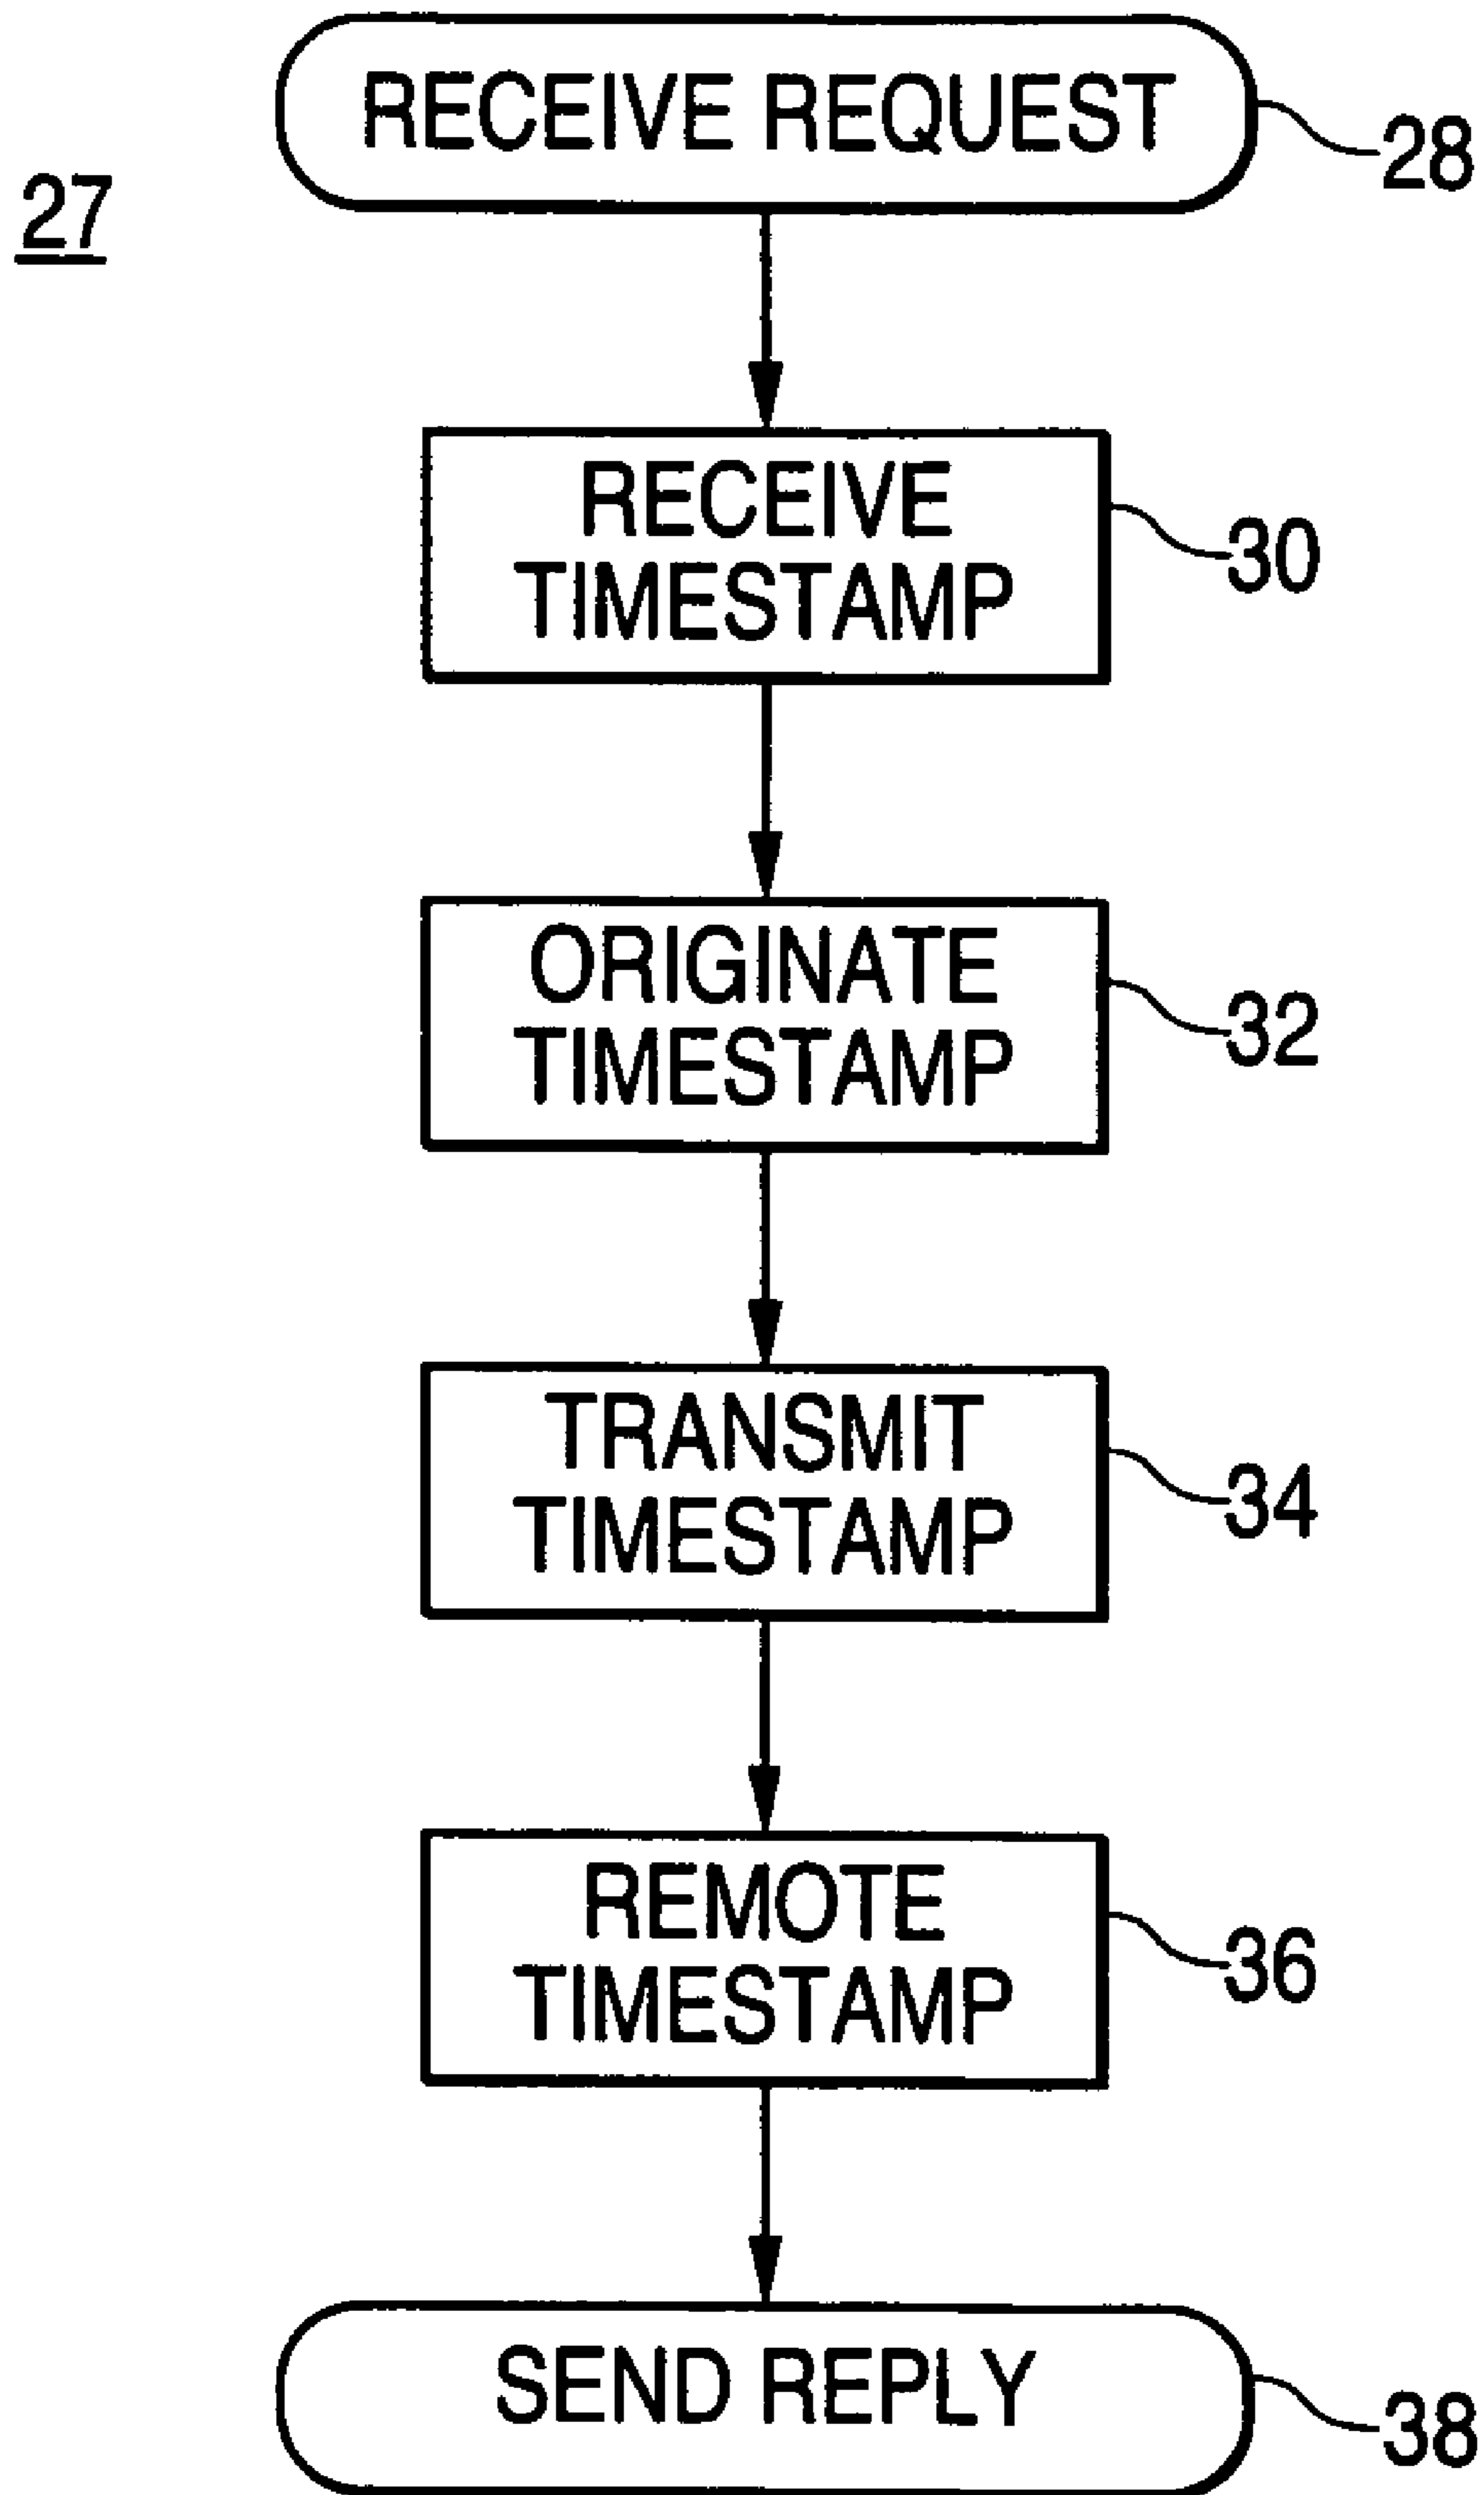 RECEIVE REQUEST
28
27
RECEIVE
TIMESTAMP
30
ORIGINATE
TIMESTAMP
32
TRANSMIT
TIMESTAMP
34
REMOTE
TIMESTAMP
36
SEND REPLY
38